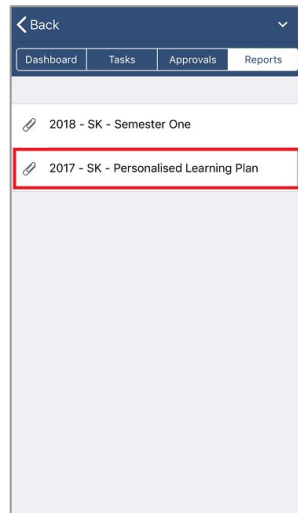 Back
Dashboard Tasks Approvals Reports
2018 - SK - Semester One
2017 - SK - Personalised Learning Plan